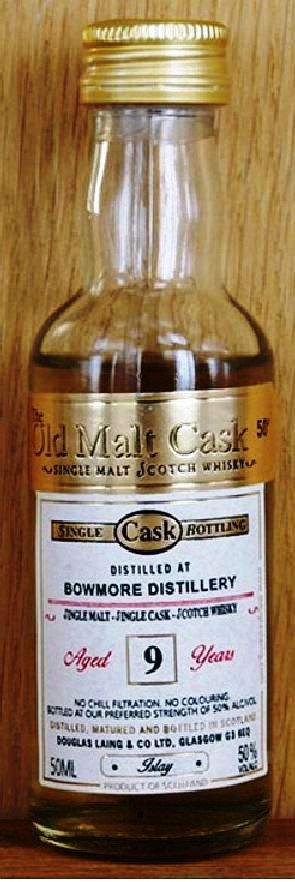 The
Old Malt Cask 50°
SINGLE MALT SCOTCH WHISKY
SINGLE Cask BOTTLING
DISTILLED AT
BOWMORE DISTILLERY
SINGLE MALT - SINGLE CASK - SCOTCH WHISKY
Aged 9 Years
NO CHILL FILTRATION. NO COLOURING.
BOTTLED AT OUR PREFERRED STRENGTH OF 50% ALC/VOL
DISTILLED, MATURED AND BOTTLED IN SCOTLAND
DOUGLAS LAING & CO LTD, GLASGOW G3 6EQ
50ML Islay 50%
PRODUCT OF SCOTLAND